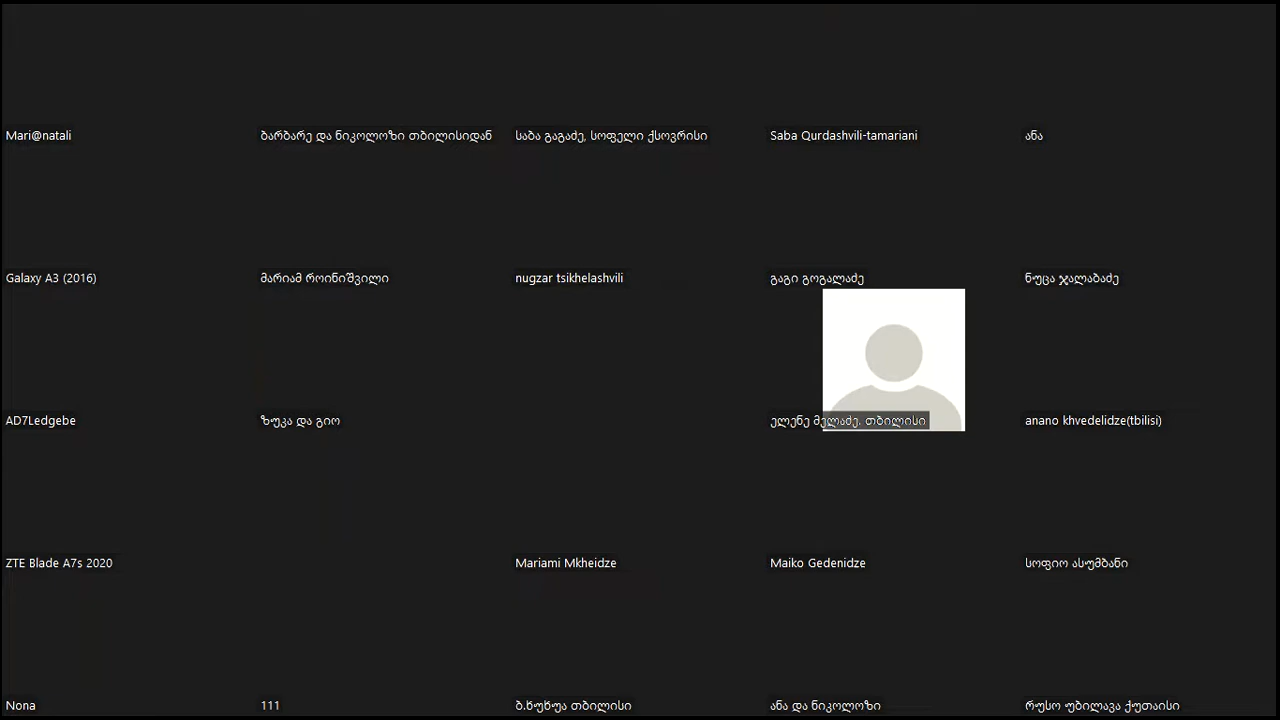 Mari@natali
ბარბარე და ნიკოლოზი თბილისიდან
საბა გაგაძე, სოფელი ქსოვრისი
Saba Qurdashvili-tamariani
ანა
Galaxy A3 (2016)
მარიამ როინიშვილი
nugzar tsikhelashvili
გაგი გოგალაძე
ნუცა ჯალაბაძე
AD7Ledgebe
ზუკა და გიო
ელენე მელაძე. თბილისი
anano khvedelidze(tbilisi)
ZTE Blade A7s 2020
Mariami Mkheidze
Maiko Gedenidze
სოფიო ასუმბანი
Nona
111
ბ.ხუხუა თბილისი
ანა და ნიკოლოზი
რუსო უბილავა ქუთაისი